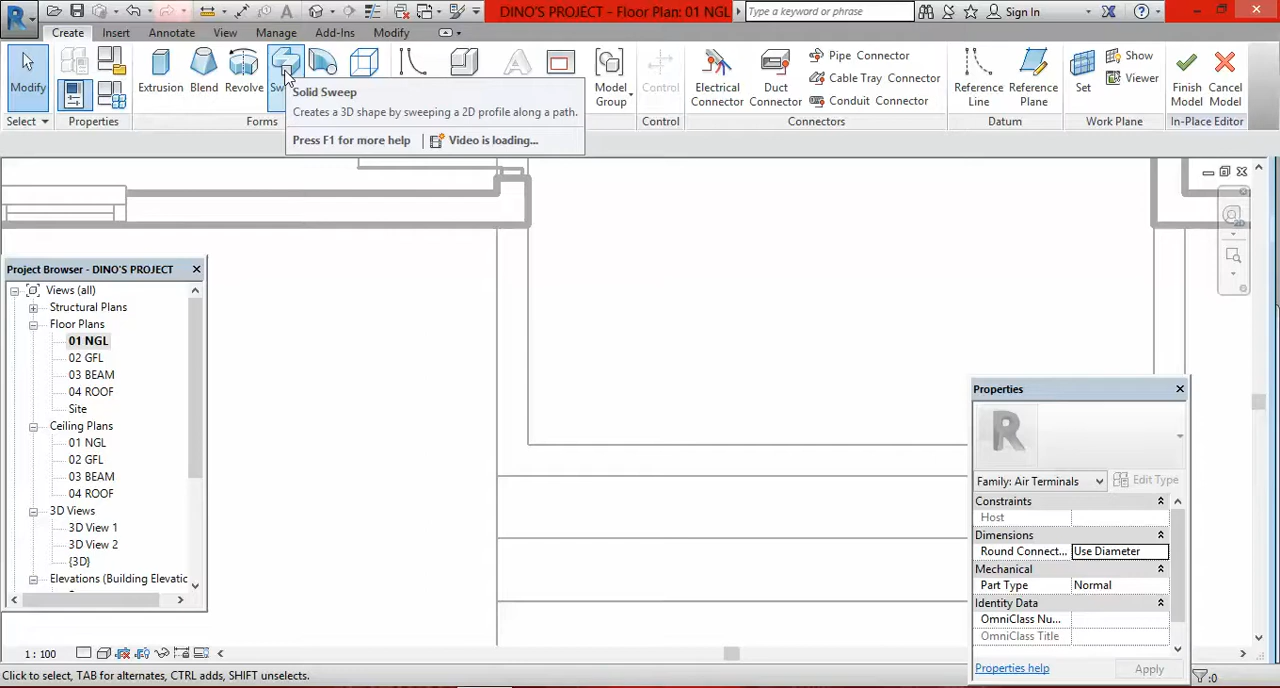 DINO'S PROJECT - Floor Plan: 01 NGL
Type a keyword or phrase
Sign In
Create Insert Annotate View Manage Add-Ins Modify
Modify
Extrusion Blend Revolve
Model Group
Control
Electrical Connector
Duct Connector
Pipe Connector
Cable Tray Connector
Conduit Connector
Reference Line
Reference Plane
Set
Show
Viewer
Finish Model
Cancel Model
Select Properties Forms Control Connectors Datum Work Plane In-Place Editor
Solid Sweep
Creates a 3D shape by sweeping a 2D profile along a path.
Press F1 for more help
Video is loading...
Project Browser - DINO'S PROJECT
Views (all)
Structural Plans
Floor Plans
01 NGL
02 GFL
03 BEAM
04 ROOF
Site
Ceiling Plans
01 NGL
02 GFL
03 BEAM
04 ROOF
3D Views
3D View 1
3D View 2
{3D}
Elevations (Building Elevatic
Properties
R
Family: Air Terminals
Edit Type
Constraints
Host
Dimensions
Round Connect... Use Diameter
Mechanical
Part Type Normal
Identity Data
OmniClass Nu...
OmniClass Title
Properties help
Apply
1 : 100
Click to select, TAB for alternates, CTRL adds, SHIFT unselects.
:0